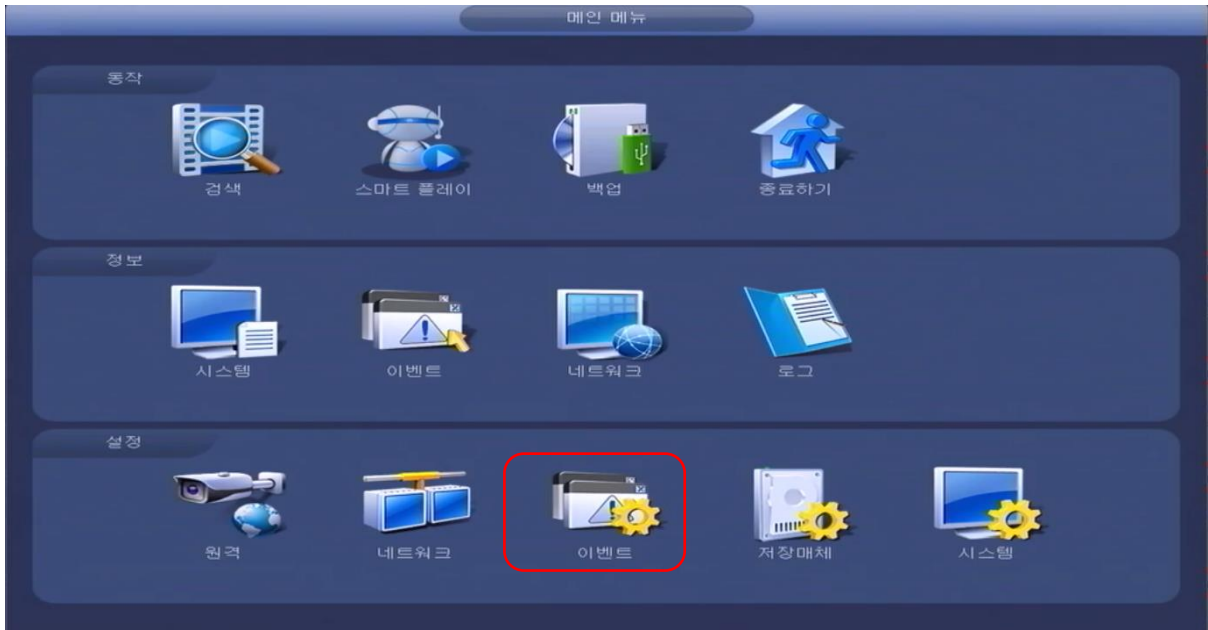 메인 메뉴
동작
검색 스마트 플레이 백업 종료하기
정보
시스템 이벤트 네트워크 로그
설정
원격 네트워크 이벤트 저장매체 시스템